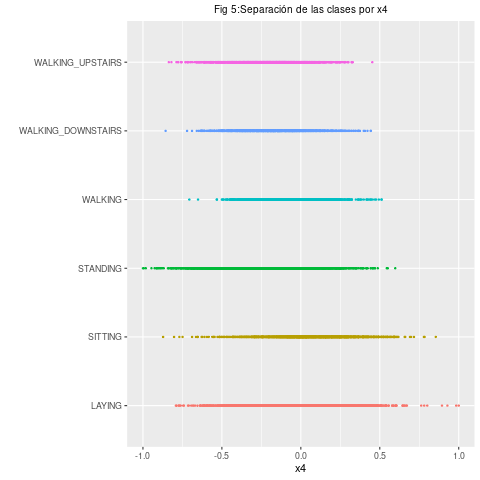 Fig 5:Separación de las clases por x4
WALKING_UPSTAIRS
WALKING_DOWNSTAIRS
WALKING
STANDING
SITTING
LAYING
-1.0 -0.5 0.0 0.5 1.0
x4